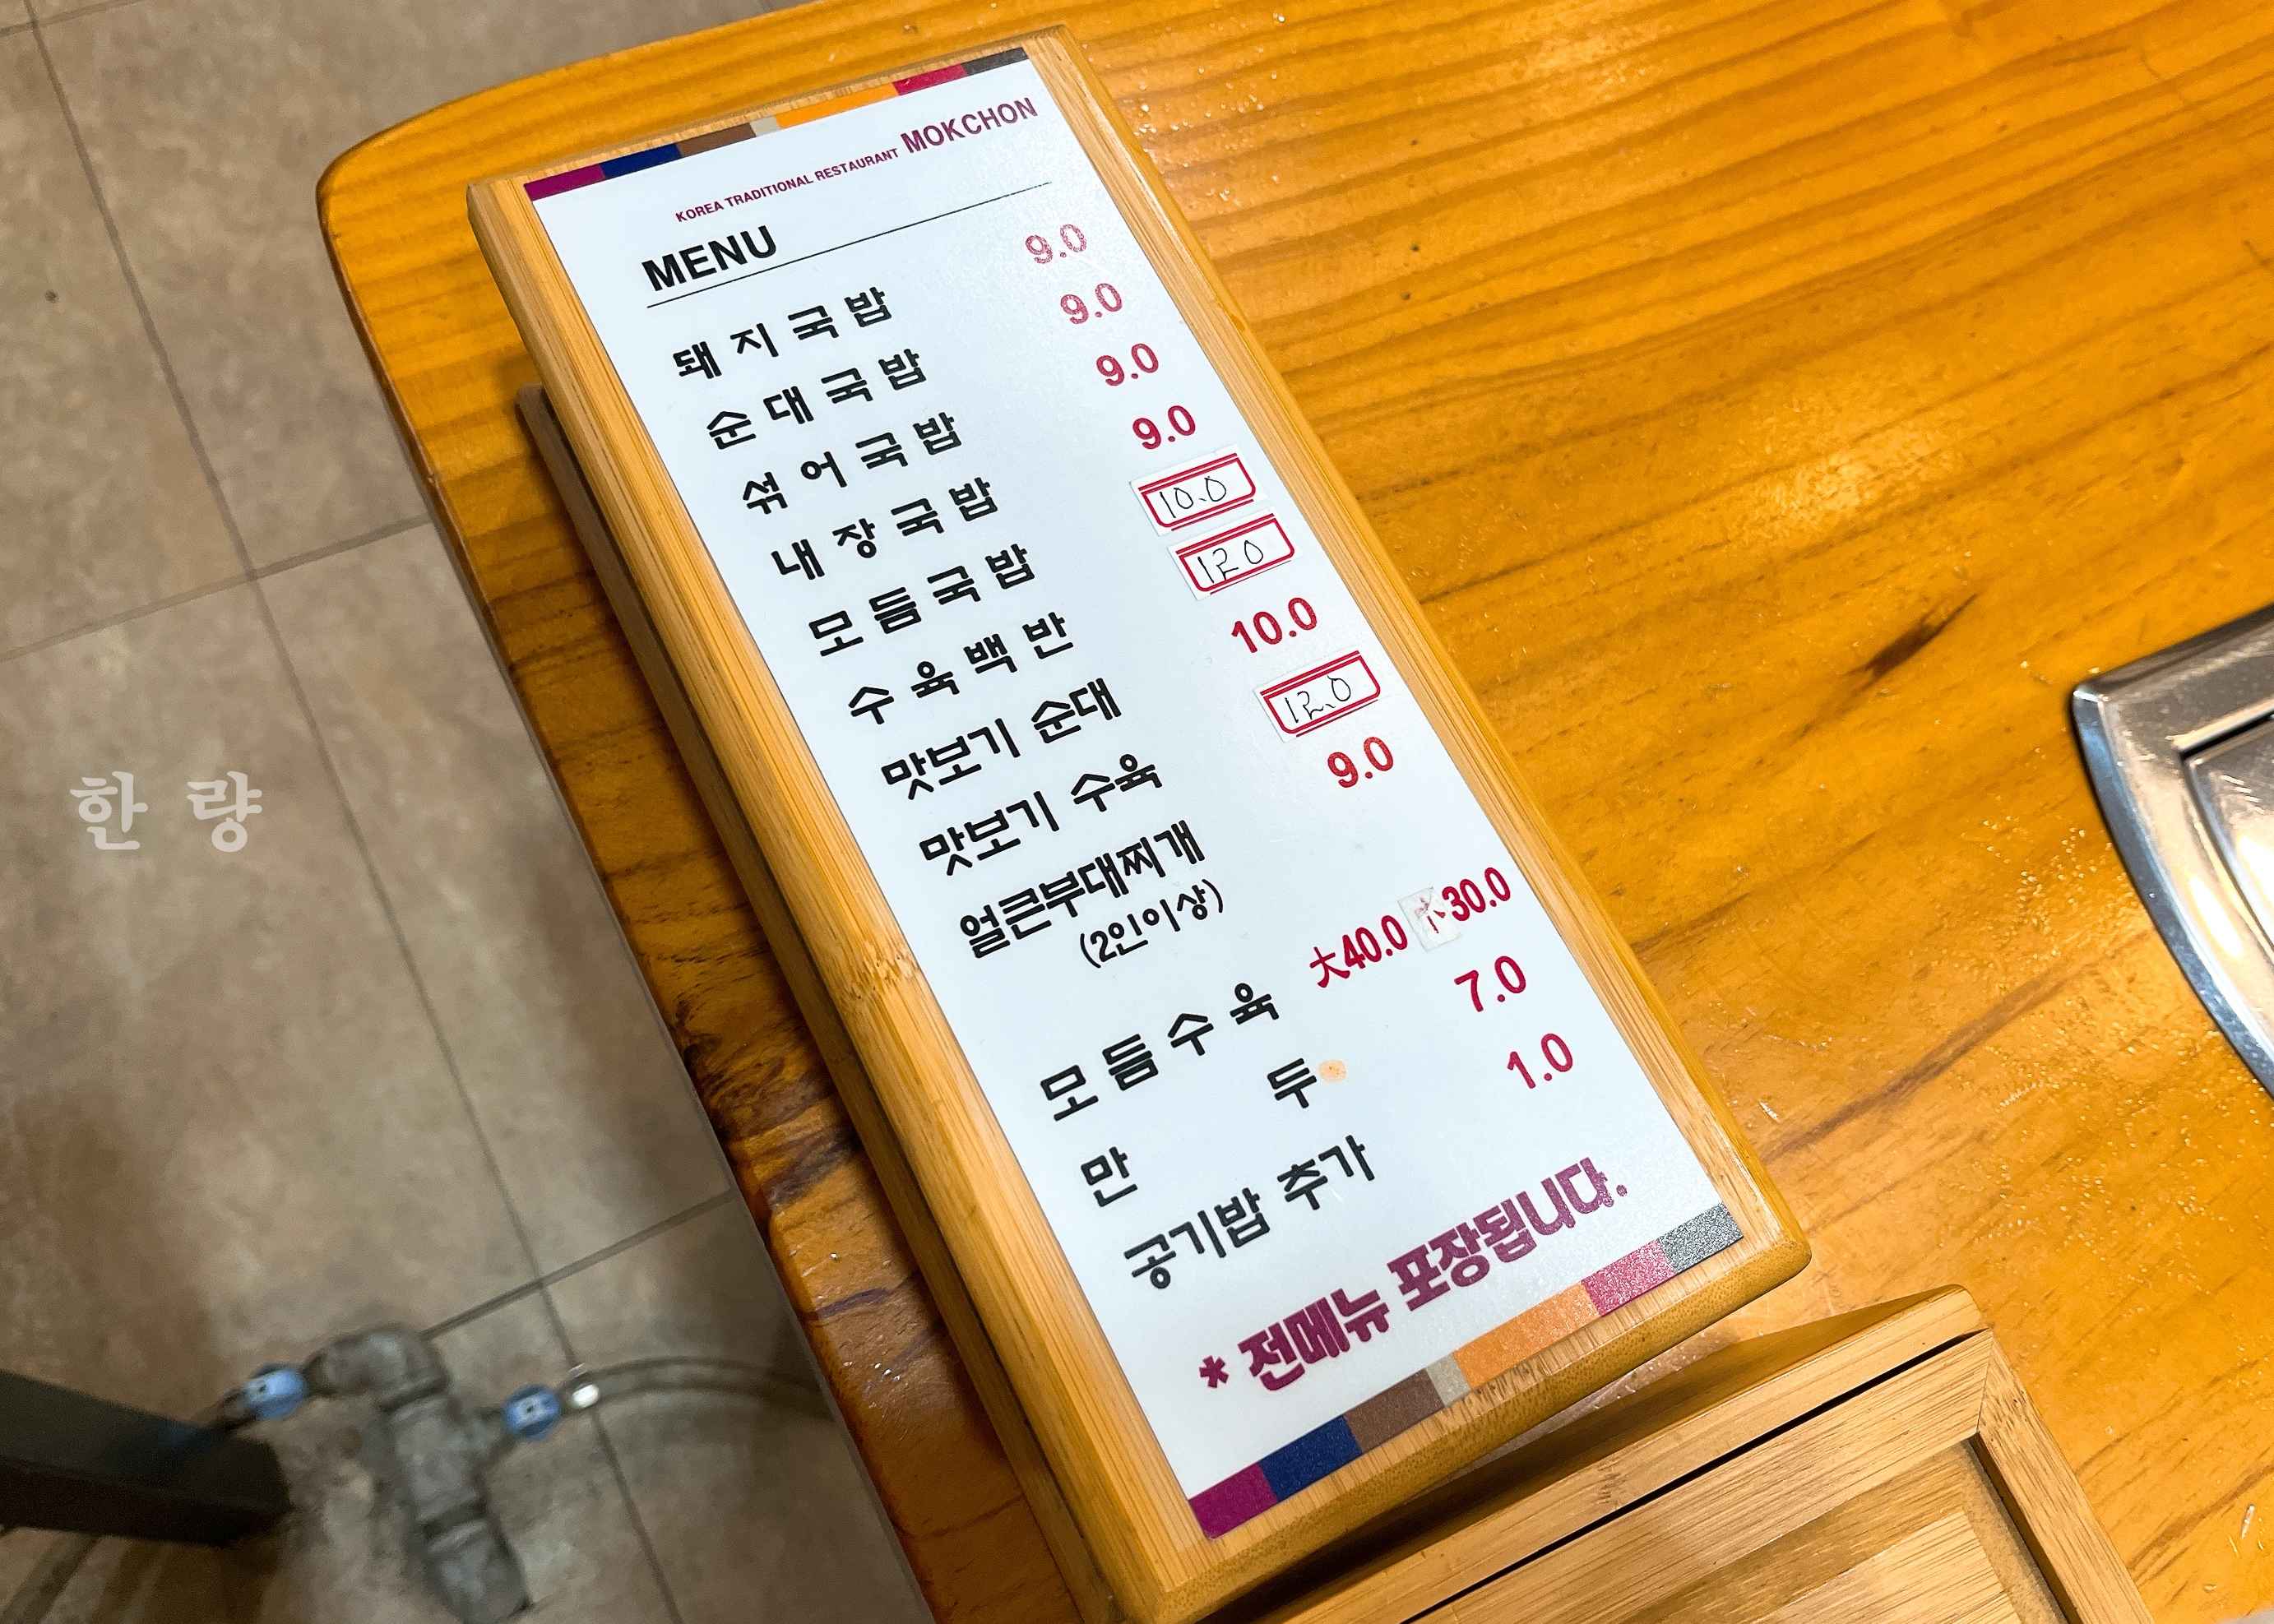 KOREA TRADITIONAL RESTAURANT MOKCHON
MENU
돼지국밥 9.0
순대국밥 9.0
섞어국밥 9.0
내장국밥 9.0
모듬국밥 10.0
수육백반 12.0
맛보기 순대 10.0
맛보기 수육 12.0
얼큰부대찌개 9.0
(2인이상)
모듬수육 大40.0 小30.0
만 두 7.0
공기밥 추가 1.0
* 전메뉴 포장됩니다.
한량